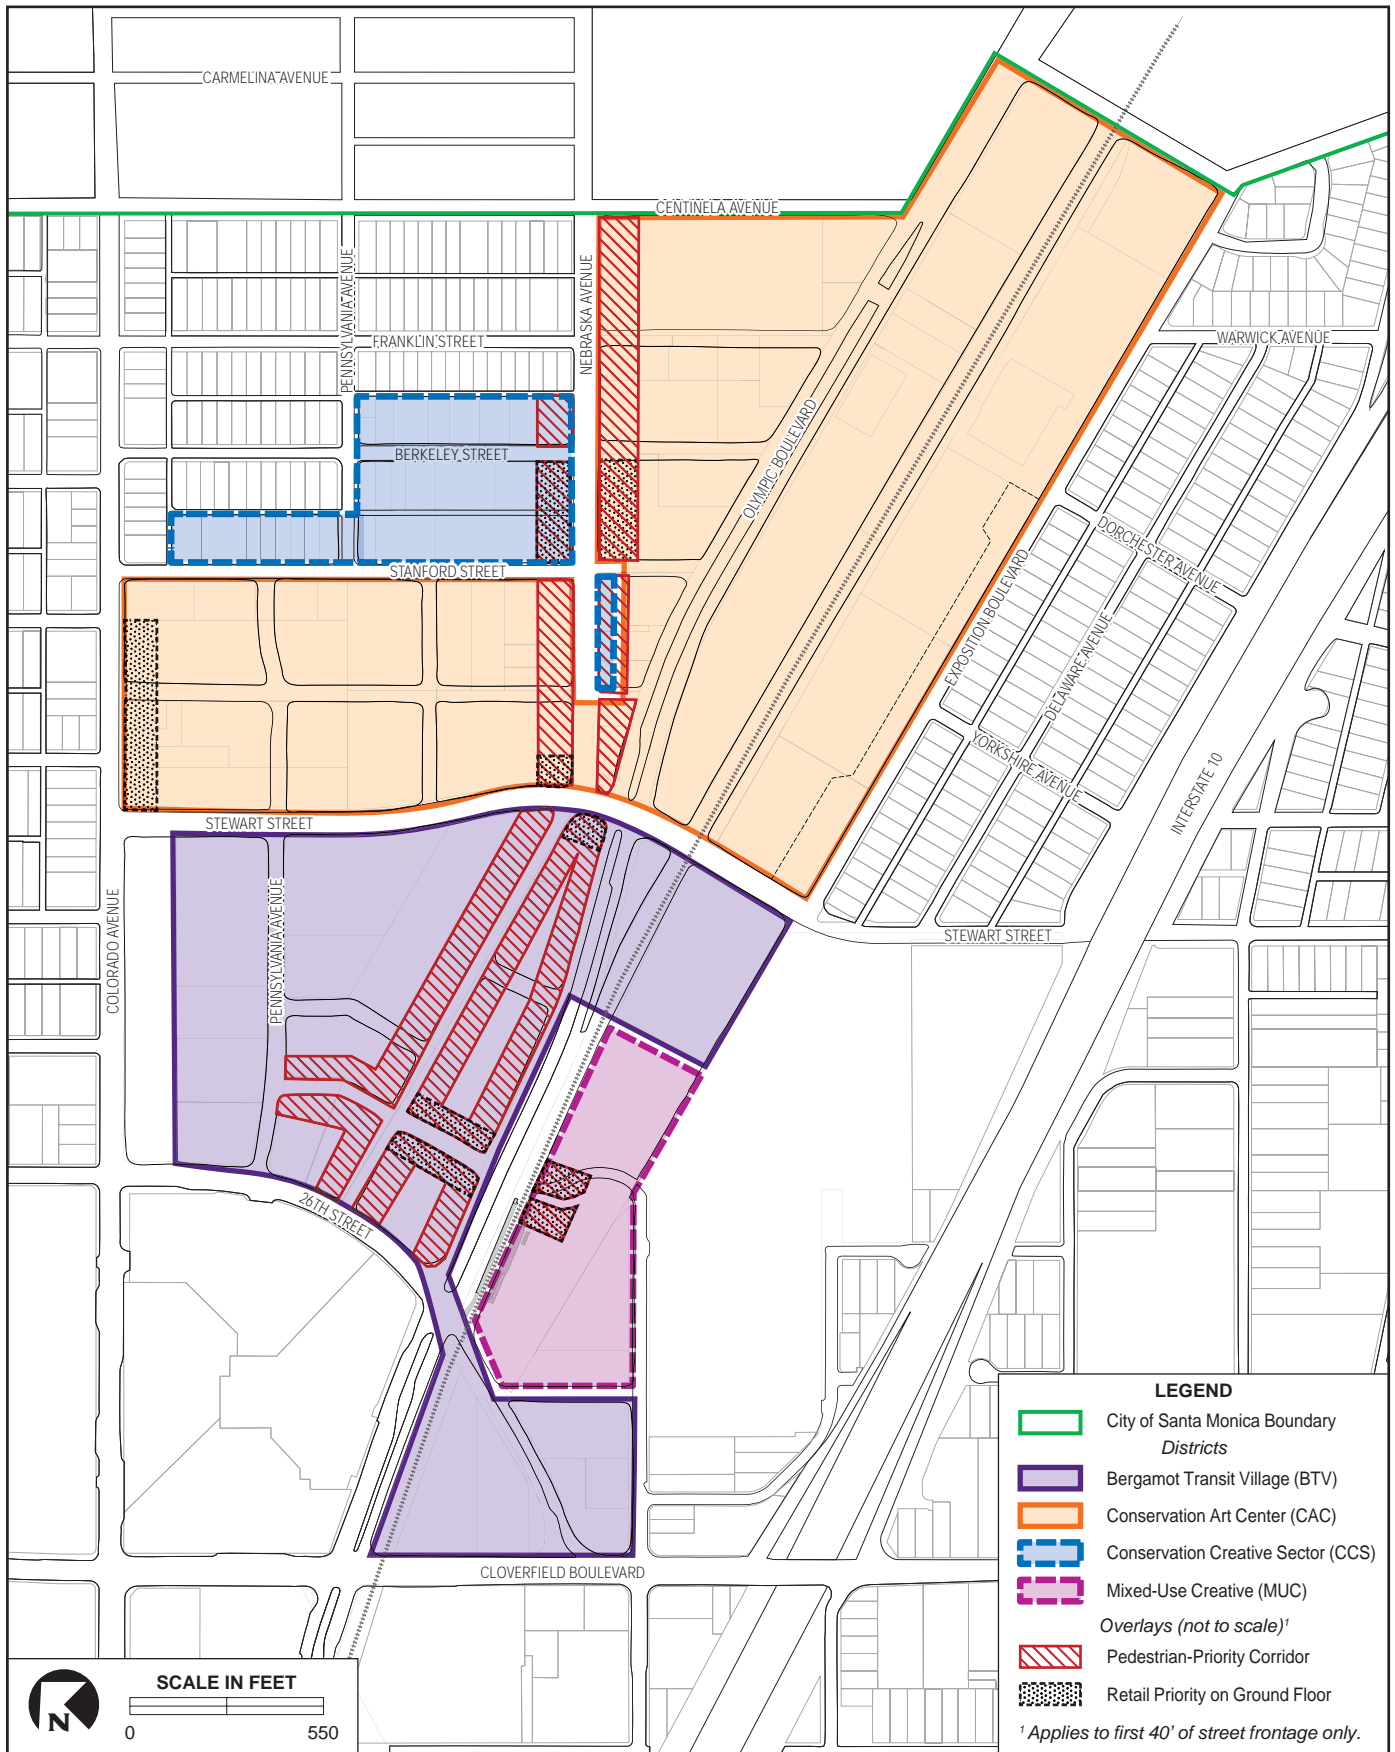 CARMELINA AVENUE
CENTINELA AVENUE
PENNSYLVANIA AVENUE
NEBRASKA AVENUE
FRANKLIN STREET
WARWICK AVENUE
OLYMPIC BOULEVARD
BERKELEY STREET
DORCHESTER AVENUE
STANFORD STREET
EXPOSITION BOULEVARD
DELAWARE AVENUE
YORKSHIRE AVENUE
INTERSTATE 10
STEWART STREET
COLORADO AVENUE
PENNSYLVANIA AVENUE
STEWART STREET
26TH STREET
CLOVERFIELD BOULEVARD
LEGEND
City of Santa Monica Boundary
Districts
Bergamot Transit Village (BTV)
Conservation Art Center (CAC)
Conservation Creative Sector (CCS)
Mixed-Use Creative (MUC)
Overlays (not to scale)¹
Pedestrian-Priority Corridor
Retail Priority on Ground Floor
¹ Applies to first 40' of street frontage only.
N
SCALE IN FEET
0 550